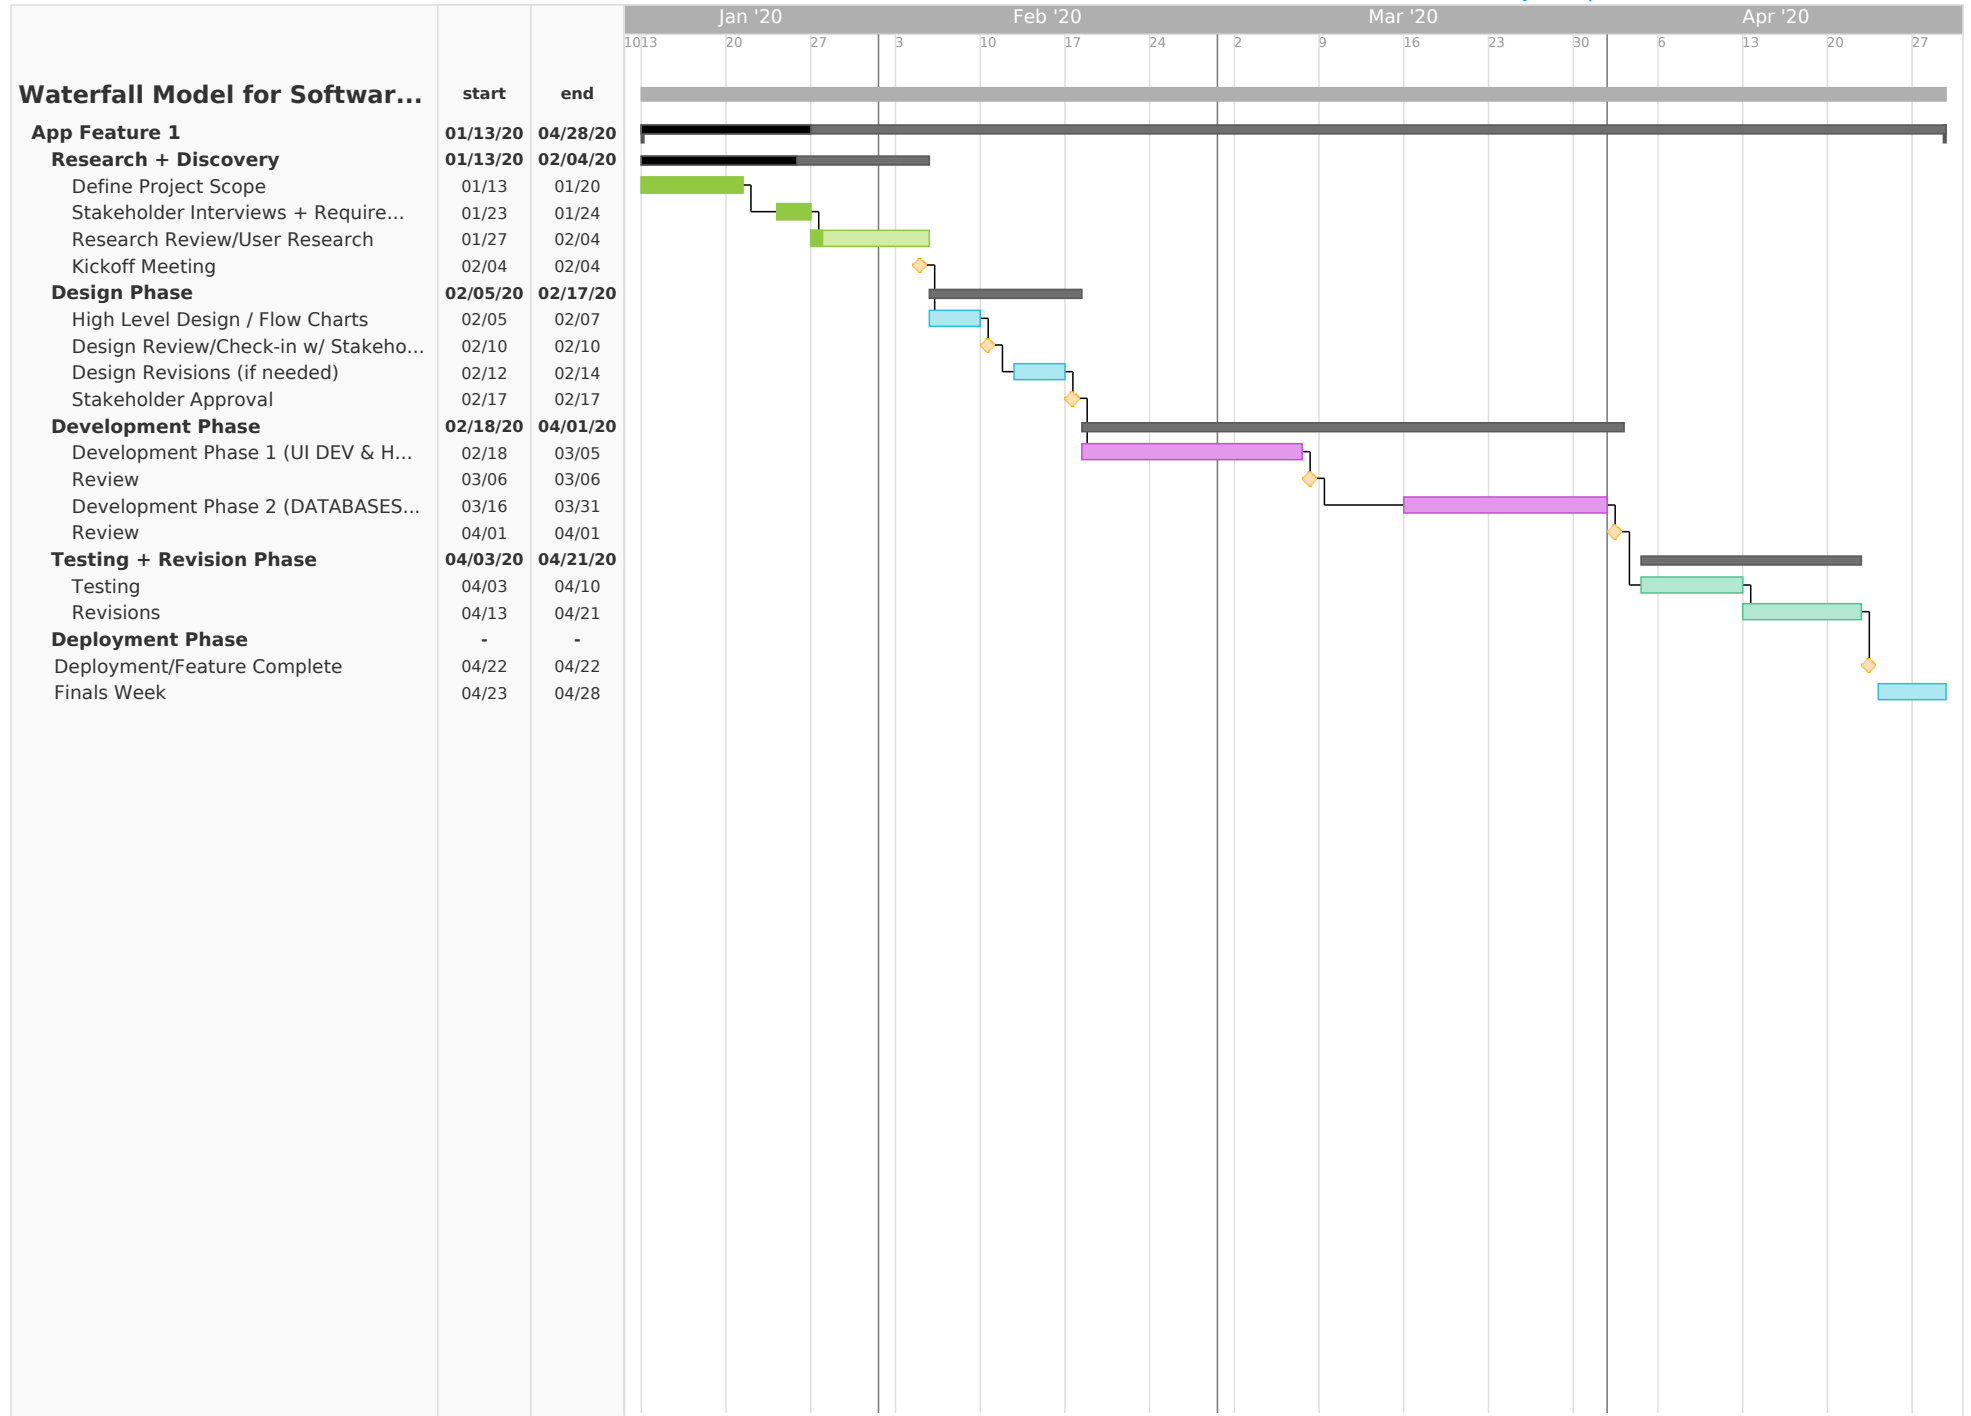 Jan '20 Feb '20 Mar '20 Apr '20
10 13 20 27 3 10 17 24 2 9 16 23 30 6 13 20 27
Waterfall Model for Softwar... start end
App Feature 1 01/13/20 04/28/20
Research + Discovery 01/13/20 02/04/20
Define Project Scope 01/13 01/20
Stakeholder Interviews + Require... 01/23 01/24
Research Review/User Research 01/27 02/04
Kickoff Meeting 02/04 02/04
Design Phase 02/05/20 02/17/20
High Level Design / Flow Charts 02/05 02/07
Design Review/Check-in w/ Stakeho... 02/10 02/10
Design Revisions (if needed) 02/12 02/14
Stakeholder Approval 02/17 02/17
Development Phase 02/18/20 04/01/20
Development Phase 1 (UI DEV & H... 02/18 03/05
Review 03/06 03/06
Development Phase 2 (DATABASES... 03/16 03/31
Review 04/01 04/01
Testing + Revision Phase 04/03/20 04/21/20
Testing 04/03 04/10
Revisions 04/13 04/21
Deployment Phase - -
Deployment/Feature Complete 04/22 04/22
Finals Week 04/23 04/28